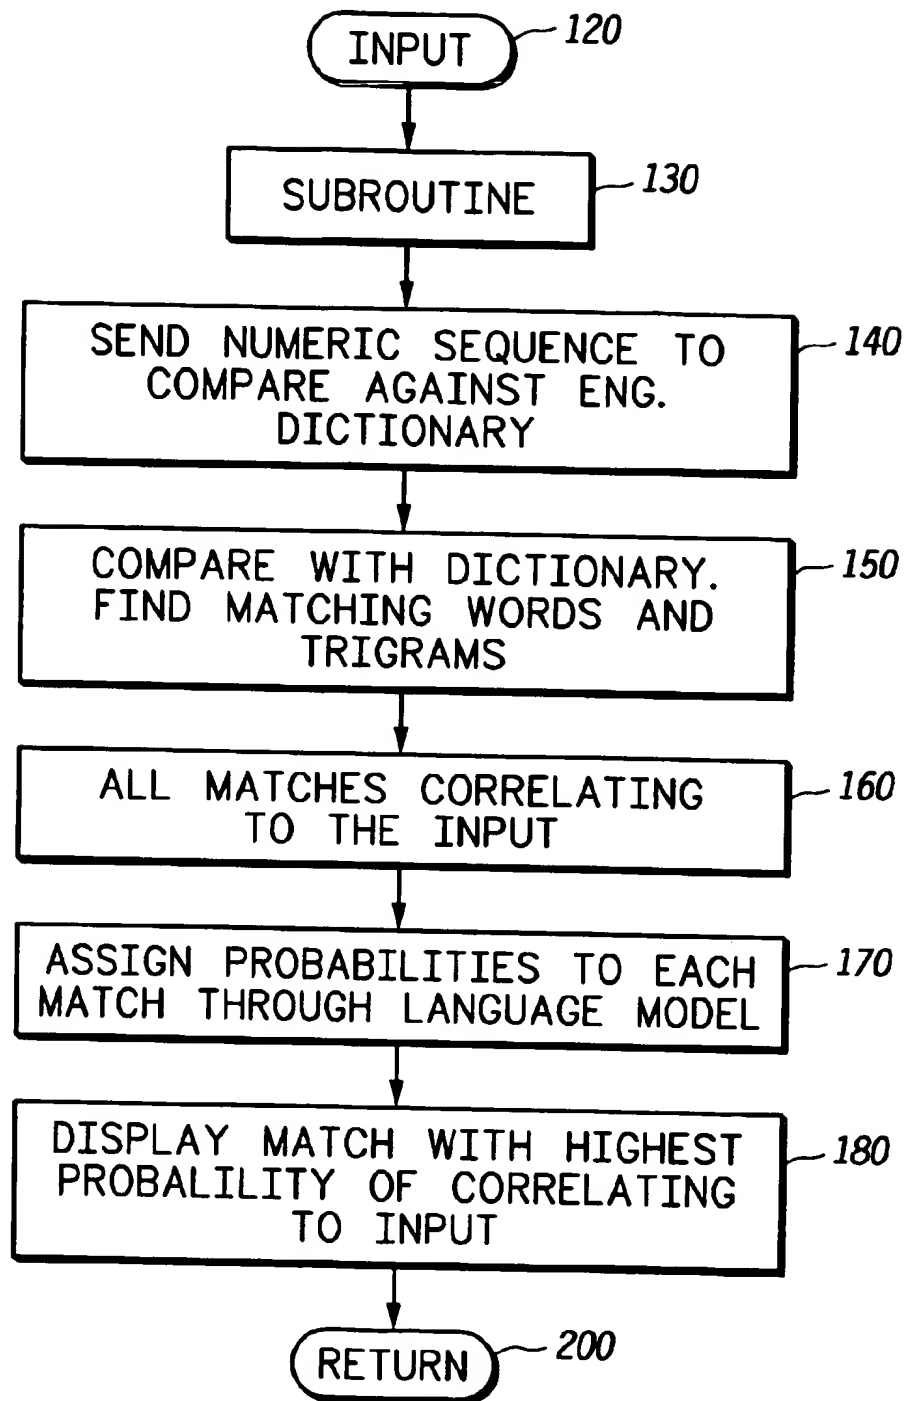 INPUT
120
SUBROUTINE
130
SEND NUMERIC SEQUENCE TO
COMPARE AGAINST ENG.
DICTIONARY
140
COMPARE WITH DICTIONARY.
FIND MATCHING WORDS AND
TRIGRAMS
150
ALL MATCHES CORRELATING
TO THE INPUT
160
ASSIGN PROBABILITIES TO EACH
MATCH THROUGH LANGUAGE MODEL
170
DISPLAY MATCH WITH HIGHEST
PROBALILITY OF CORRELATING
TO INPUT
180
RETURN
200